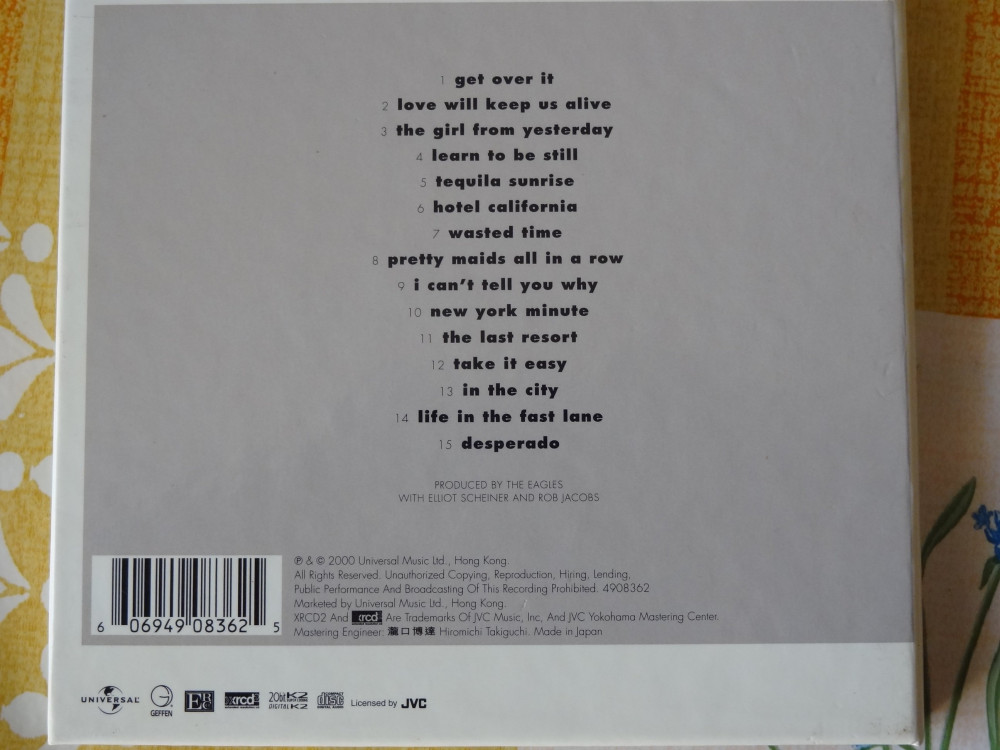 1 get over it
2 love will keep us alive
3 the girl from yesterday
4 learn to be still
5 tequila sunrise
6 hotel california
7 wasted time
8 pretty maids all in a row
9 i can't tell you why
10 new york minute
11 the last resort
12 take it easy
13 in the city
14 life in the fast lane
15 desperado
PRODUCED BY THE EAGLES
WITH ELLIOT SCHEINER AND ROB JACOBS
℗ & © 2000 Universal Music Ltd., Hong Kong.
All Rights Reserved. Unauthorized Copying, Reproduction, Hiring, Lending,
Public Performance And Broadcasting Of This Recording Prohibited. 4908362
Marketed by Universal Music Ltd., Hong Kong.
XRCD2 And xrcd Are Trademarks Of JVC Music, Inc, And JVC Yokohama Mastering Center.
Mastering Engineer: 瀧口博達 Hiromichi Takiguchi. Made in Japan
6 06949 08362 5
UNIVERSAL GEFFEN xrcd 20bit K2 DIGITAL K2 disc Licensed by JVC